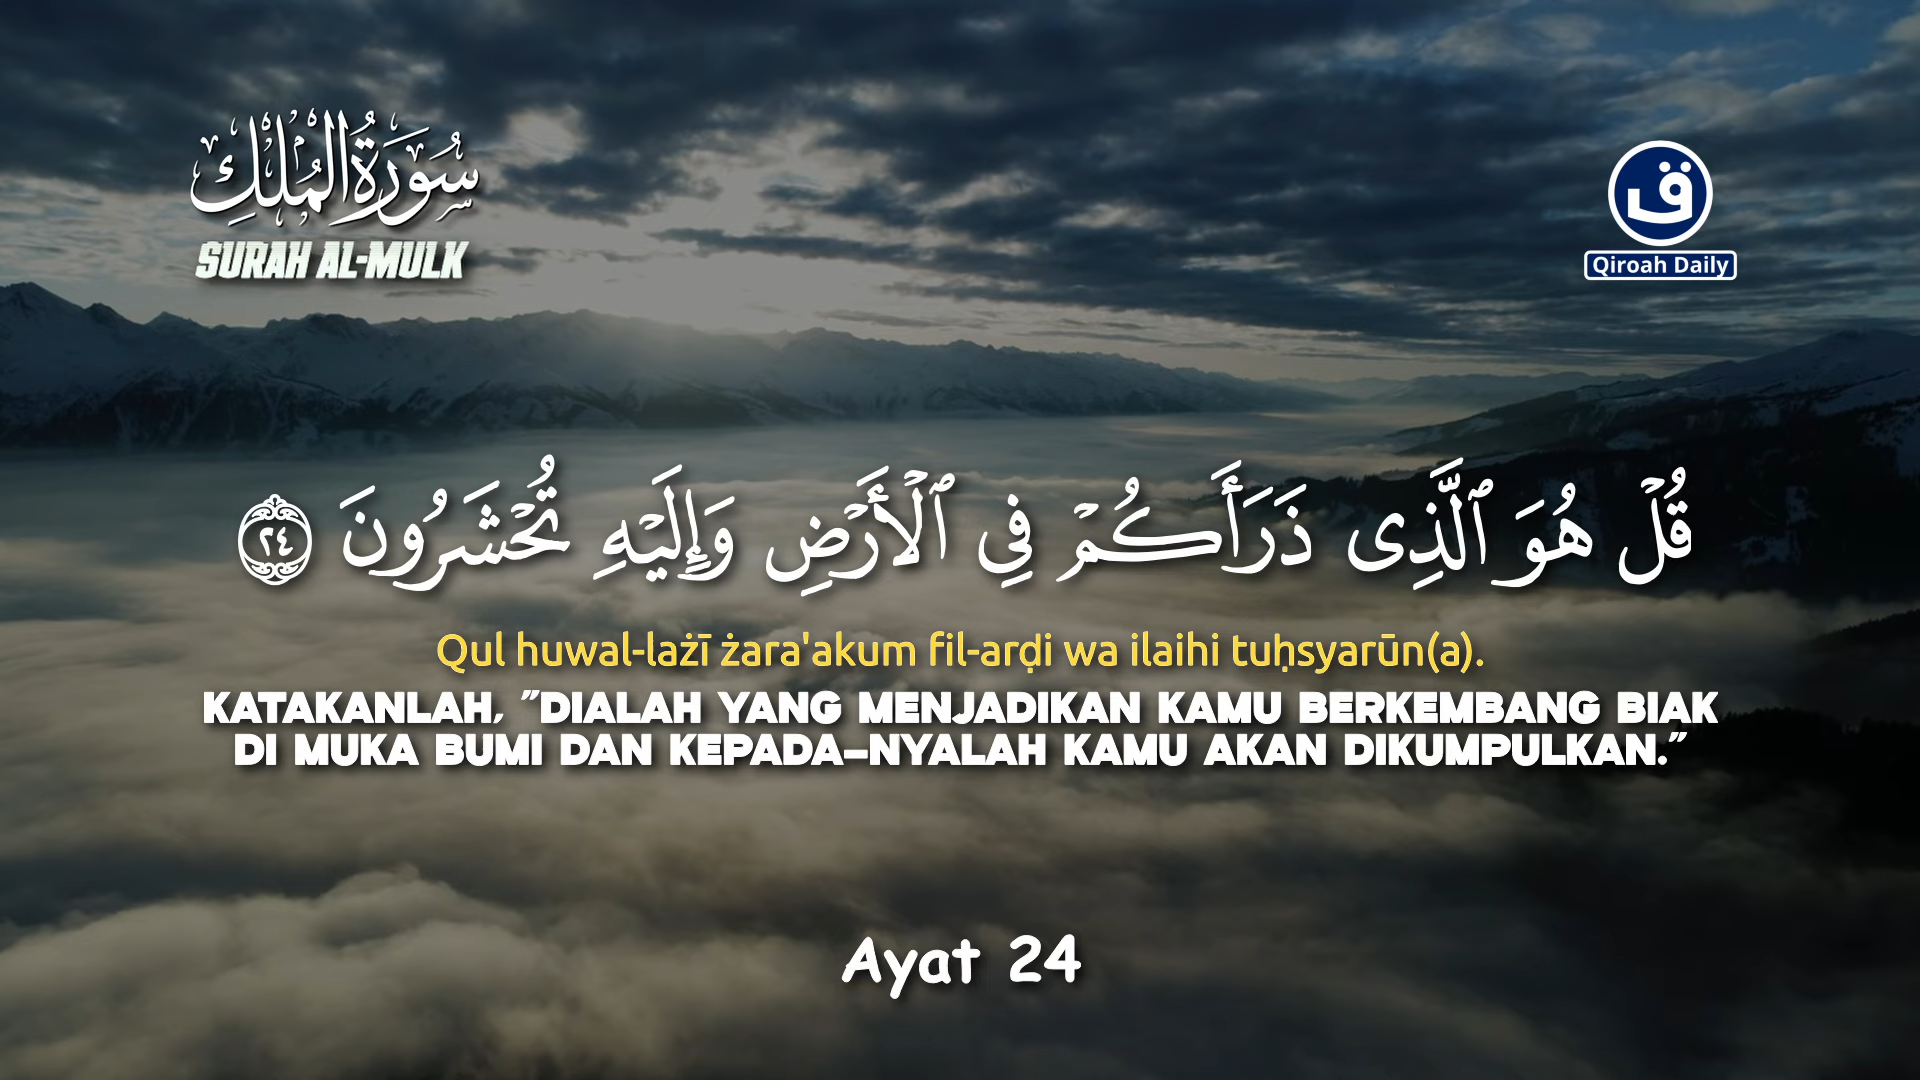 سُورَةُ الْمُلْكِ
SURAH AL-MULK
ق
Qiroah Daily
قُلْ هُوَ ٱلَّذِى ذَرَأَكُمْ فِى ٱلْأَرْضِ وَإِلَيْهِ تُحْشَرُونَ ٢٤
Qul huwal-lażī żara'akum fil-arḍi wa ilaihi tuḥsyarūn(a).
KATAKANLAH, "DIALAH YANG MENJADIKAN KAMU BERKEMBANG BIAK
DI MUKA BUMI DAN KEPADA-NYALAH KAMU AKAN DIKUMPULKAN."
Ayat 24